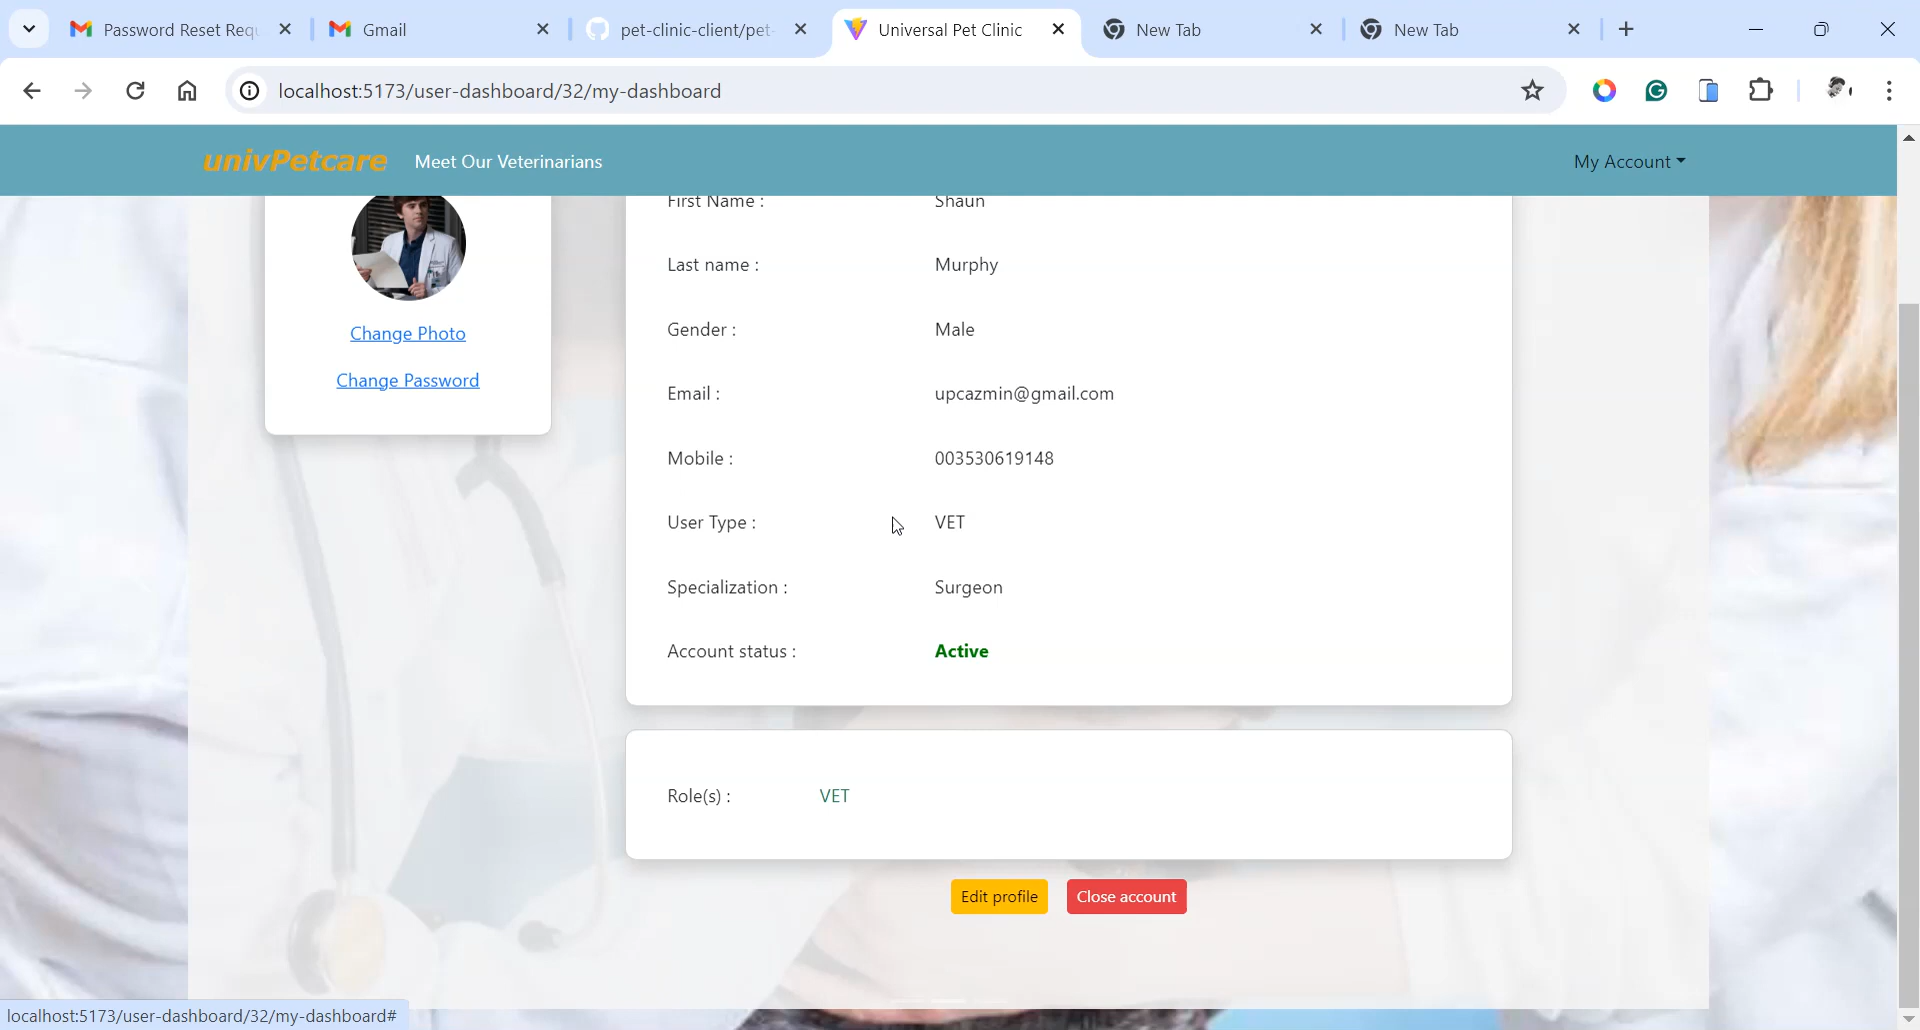 Password Reset Requ
Gmail
pet-clinic-client/pet-
Universal Pet Clinic
New Tab
New Tab
localhost:5173/user-dashboard/32/my-dashboard
univPetcare
Meet Our Veterinarians
My Account
First Name :
Shaun
Last name :
Murphy
Gender :
Male
Email :
upcazmin@gmail.com
Mobile :
003530619148
User Type :
VET
Specialization :
Surgeon
Account status :
Active
Change Photo
Change Password
Role(s) :
VET
Edit profile
Close account
localhost:5173/user-dashboard/32/my-dashboard#